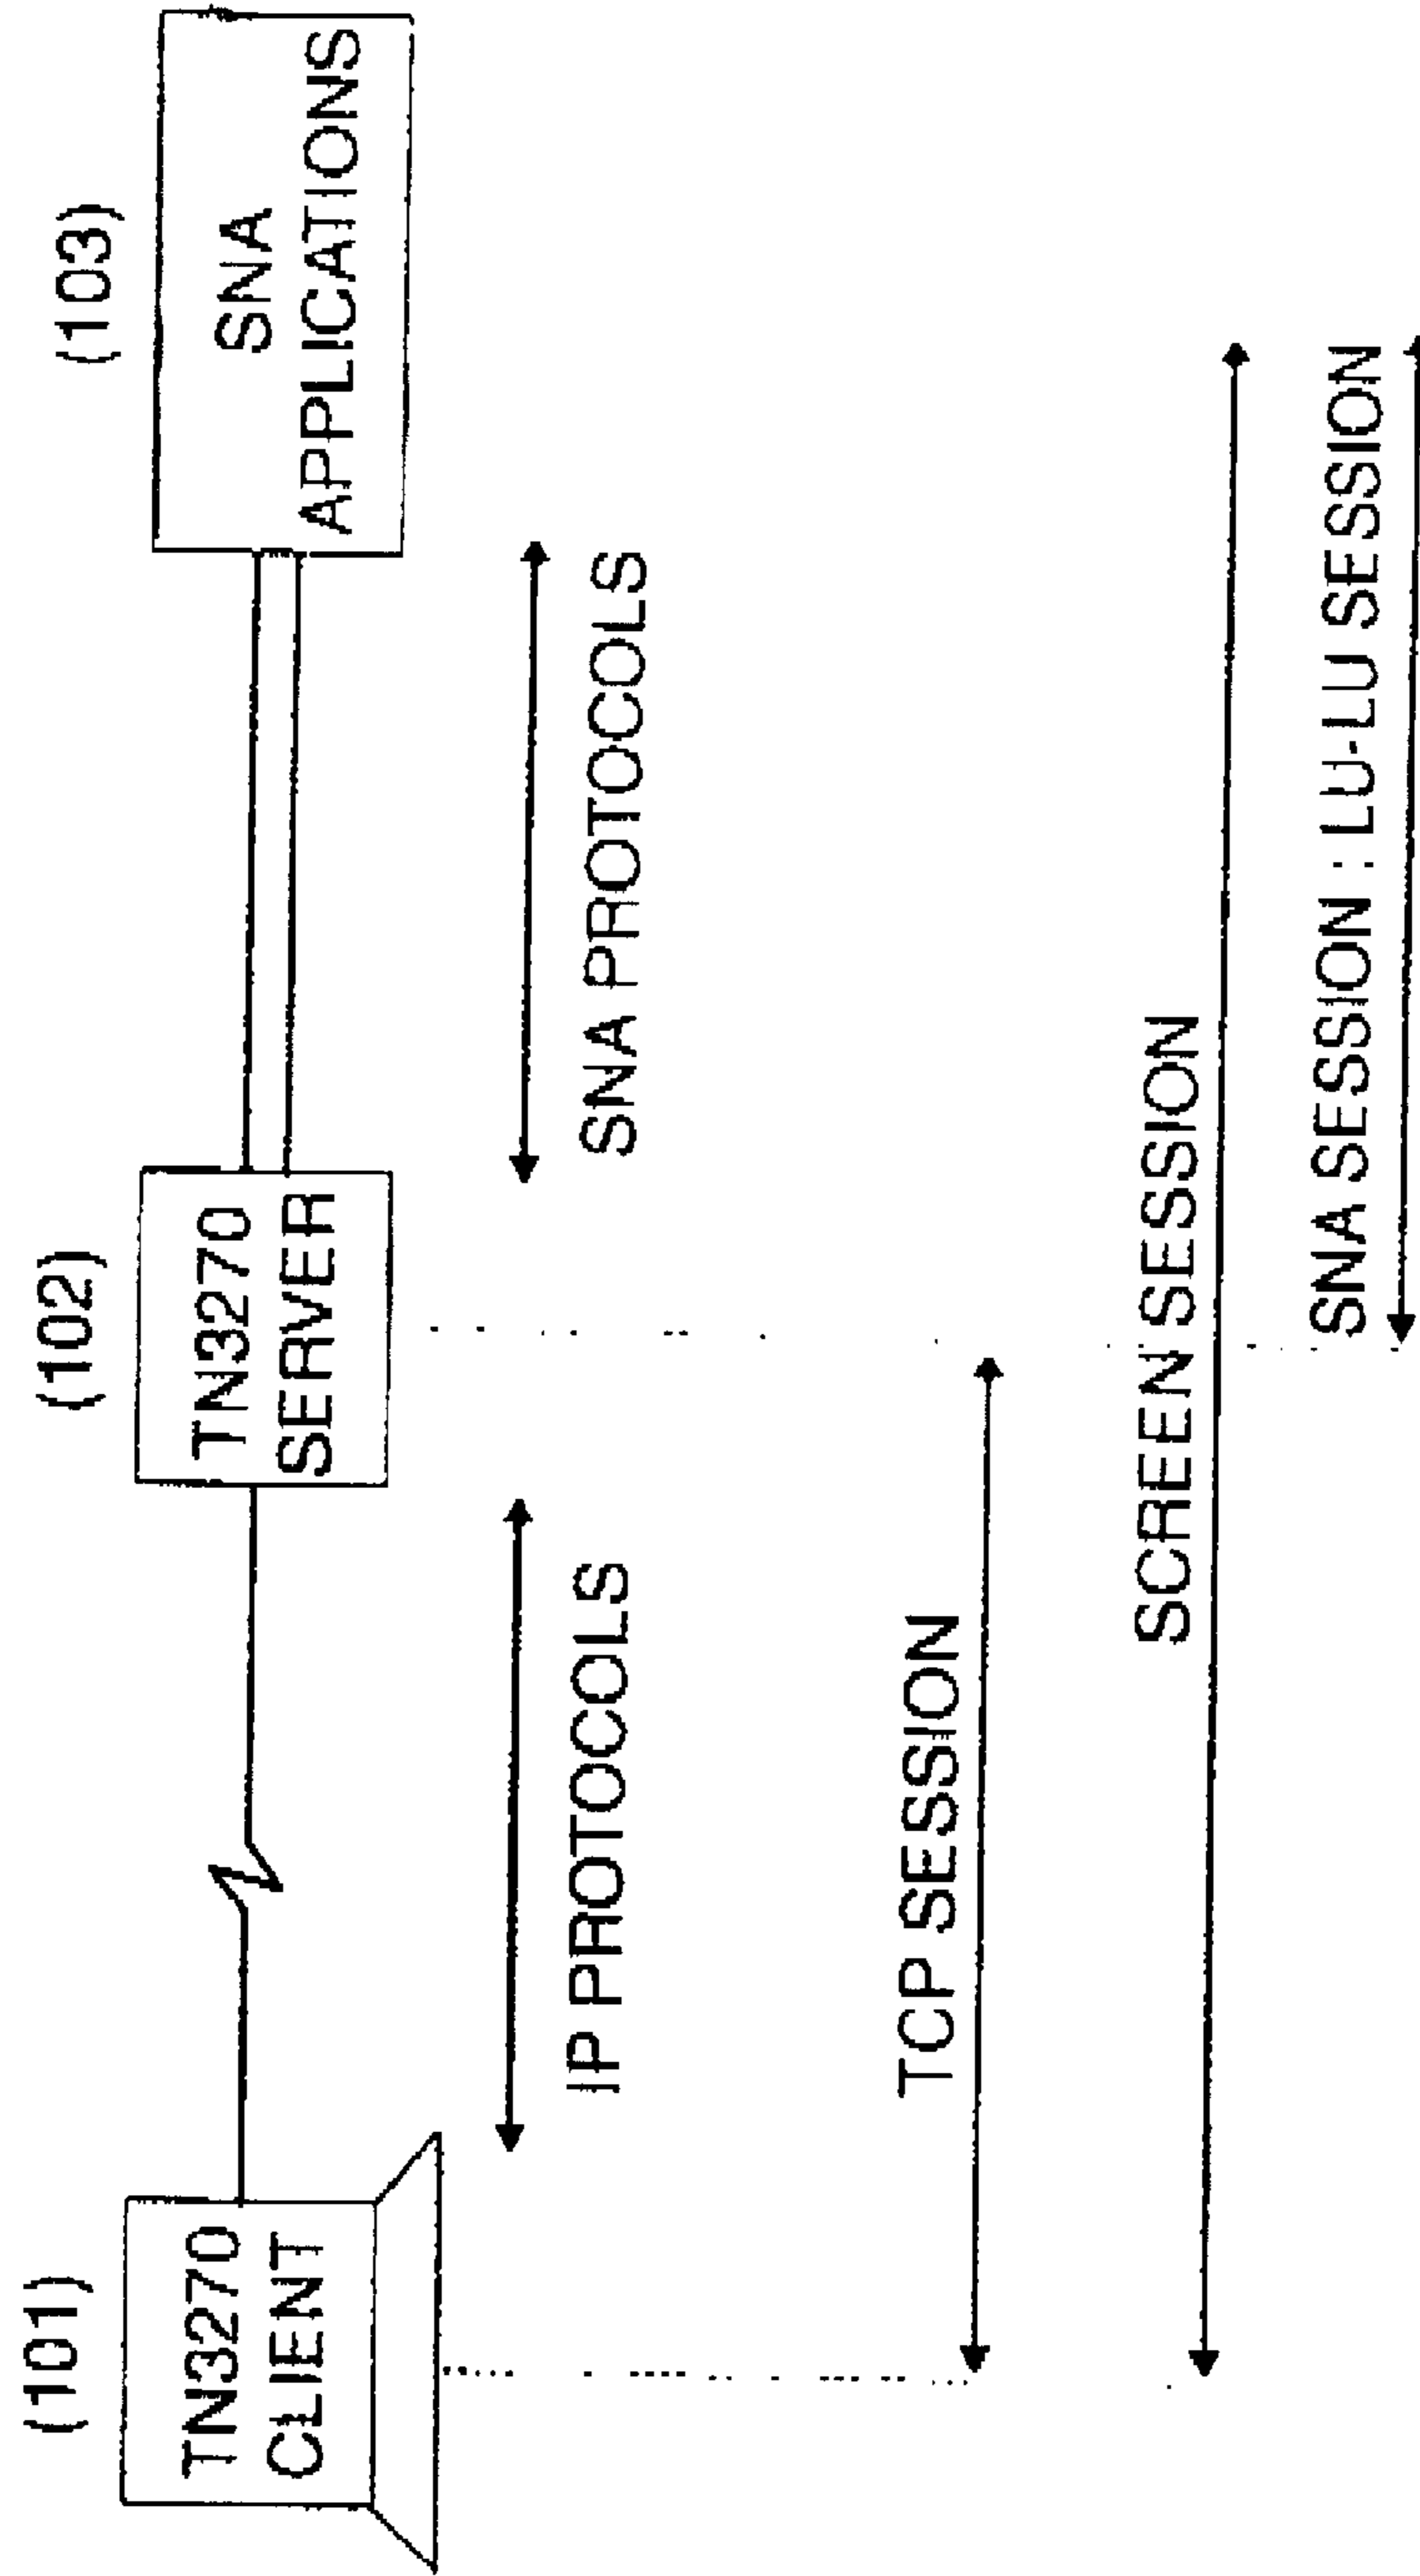 (101)
(102)
(103)
TN3270
CLIENT
TN3270
SERVER
SNA
APPLICATIONS
IP PROTOCOLS
SNA PROTOCOLS
TCP SESSION
SCREEN SESSION
SNA SESSION : LU-LU SESSION